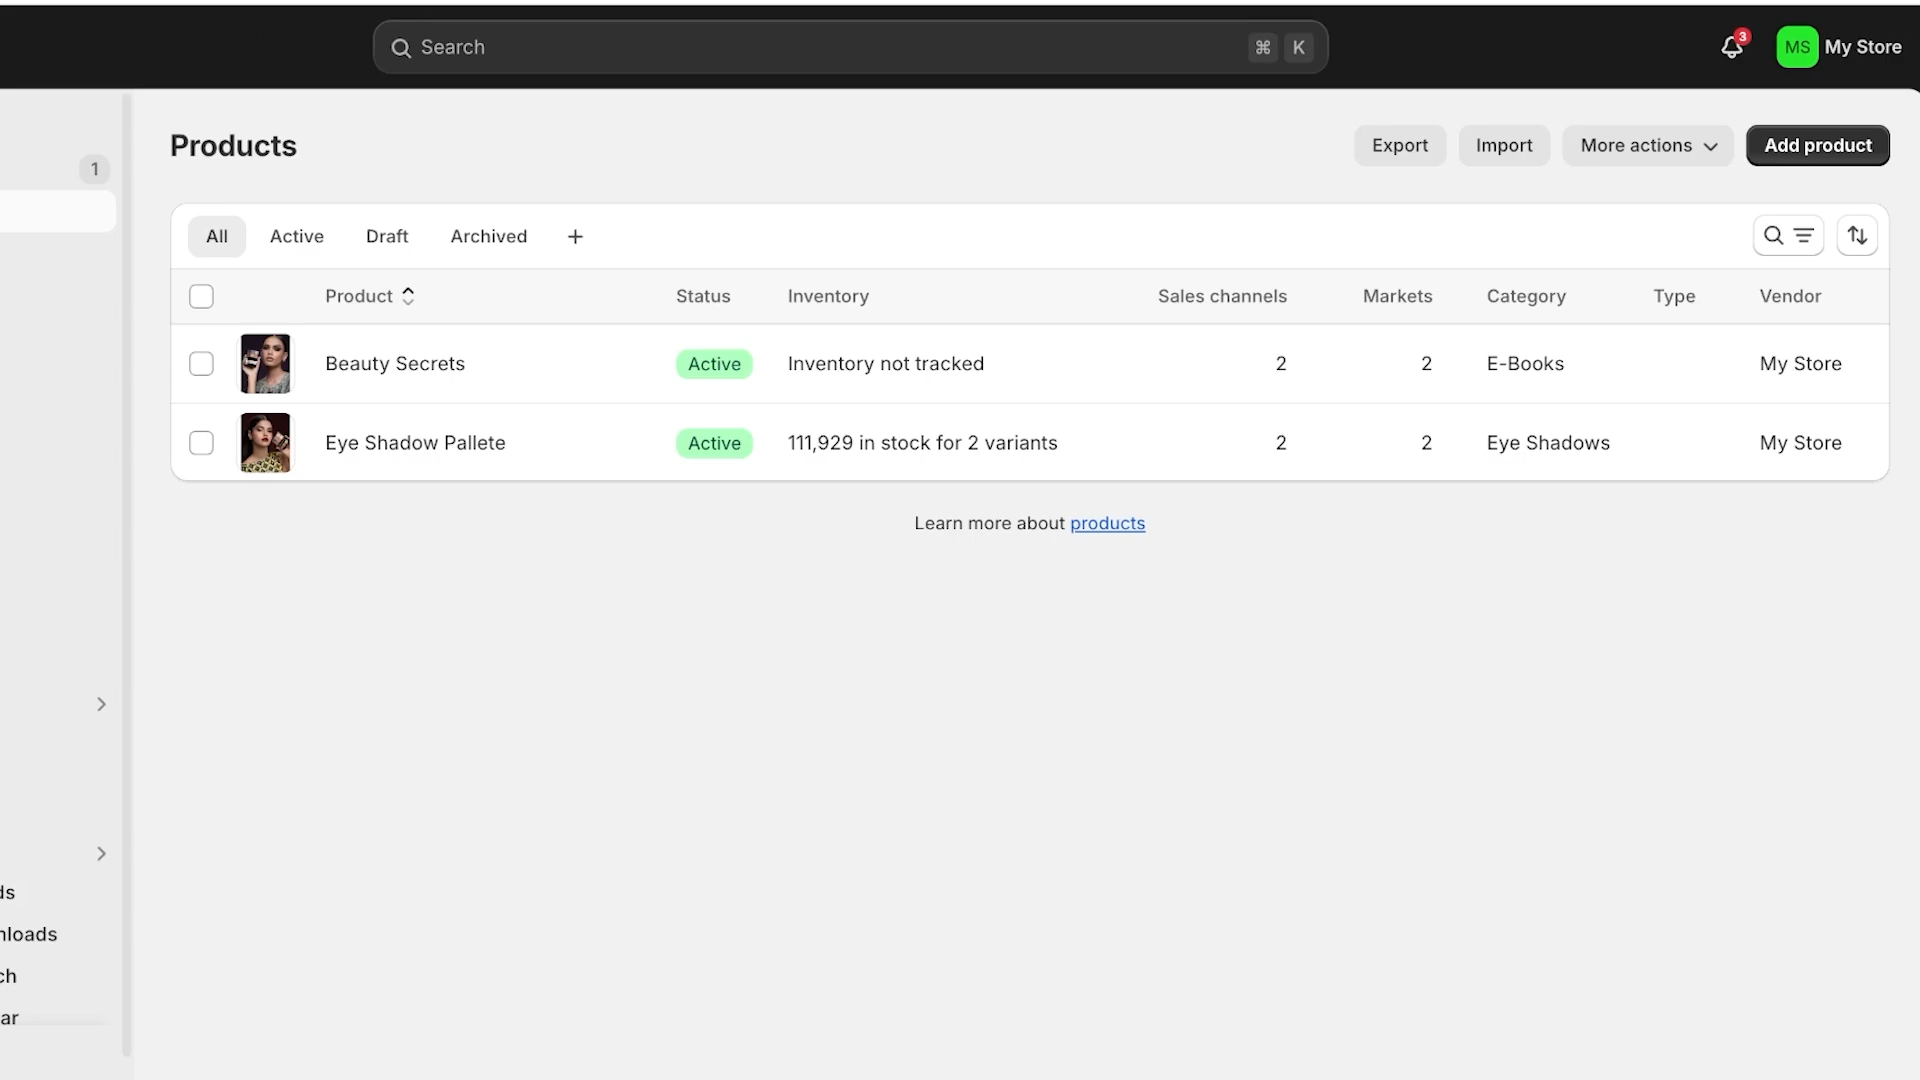 Search ⌘ K 3 MS My Store
Products Export Import More actions Add product
1
All Active Draft Archived +
Product Status Inventory Sales channels Markets Category Type Vendor
Beauty Secrets Active Inventory not tracked 2 2 E-Books My Store
Eye Shadow Pallete Active 111,929 in stock for 2 variants 2 2 Eye Shadows My Store
Learn more about products
ds
nloads
ch
ar